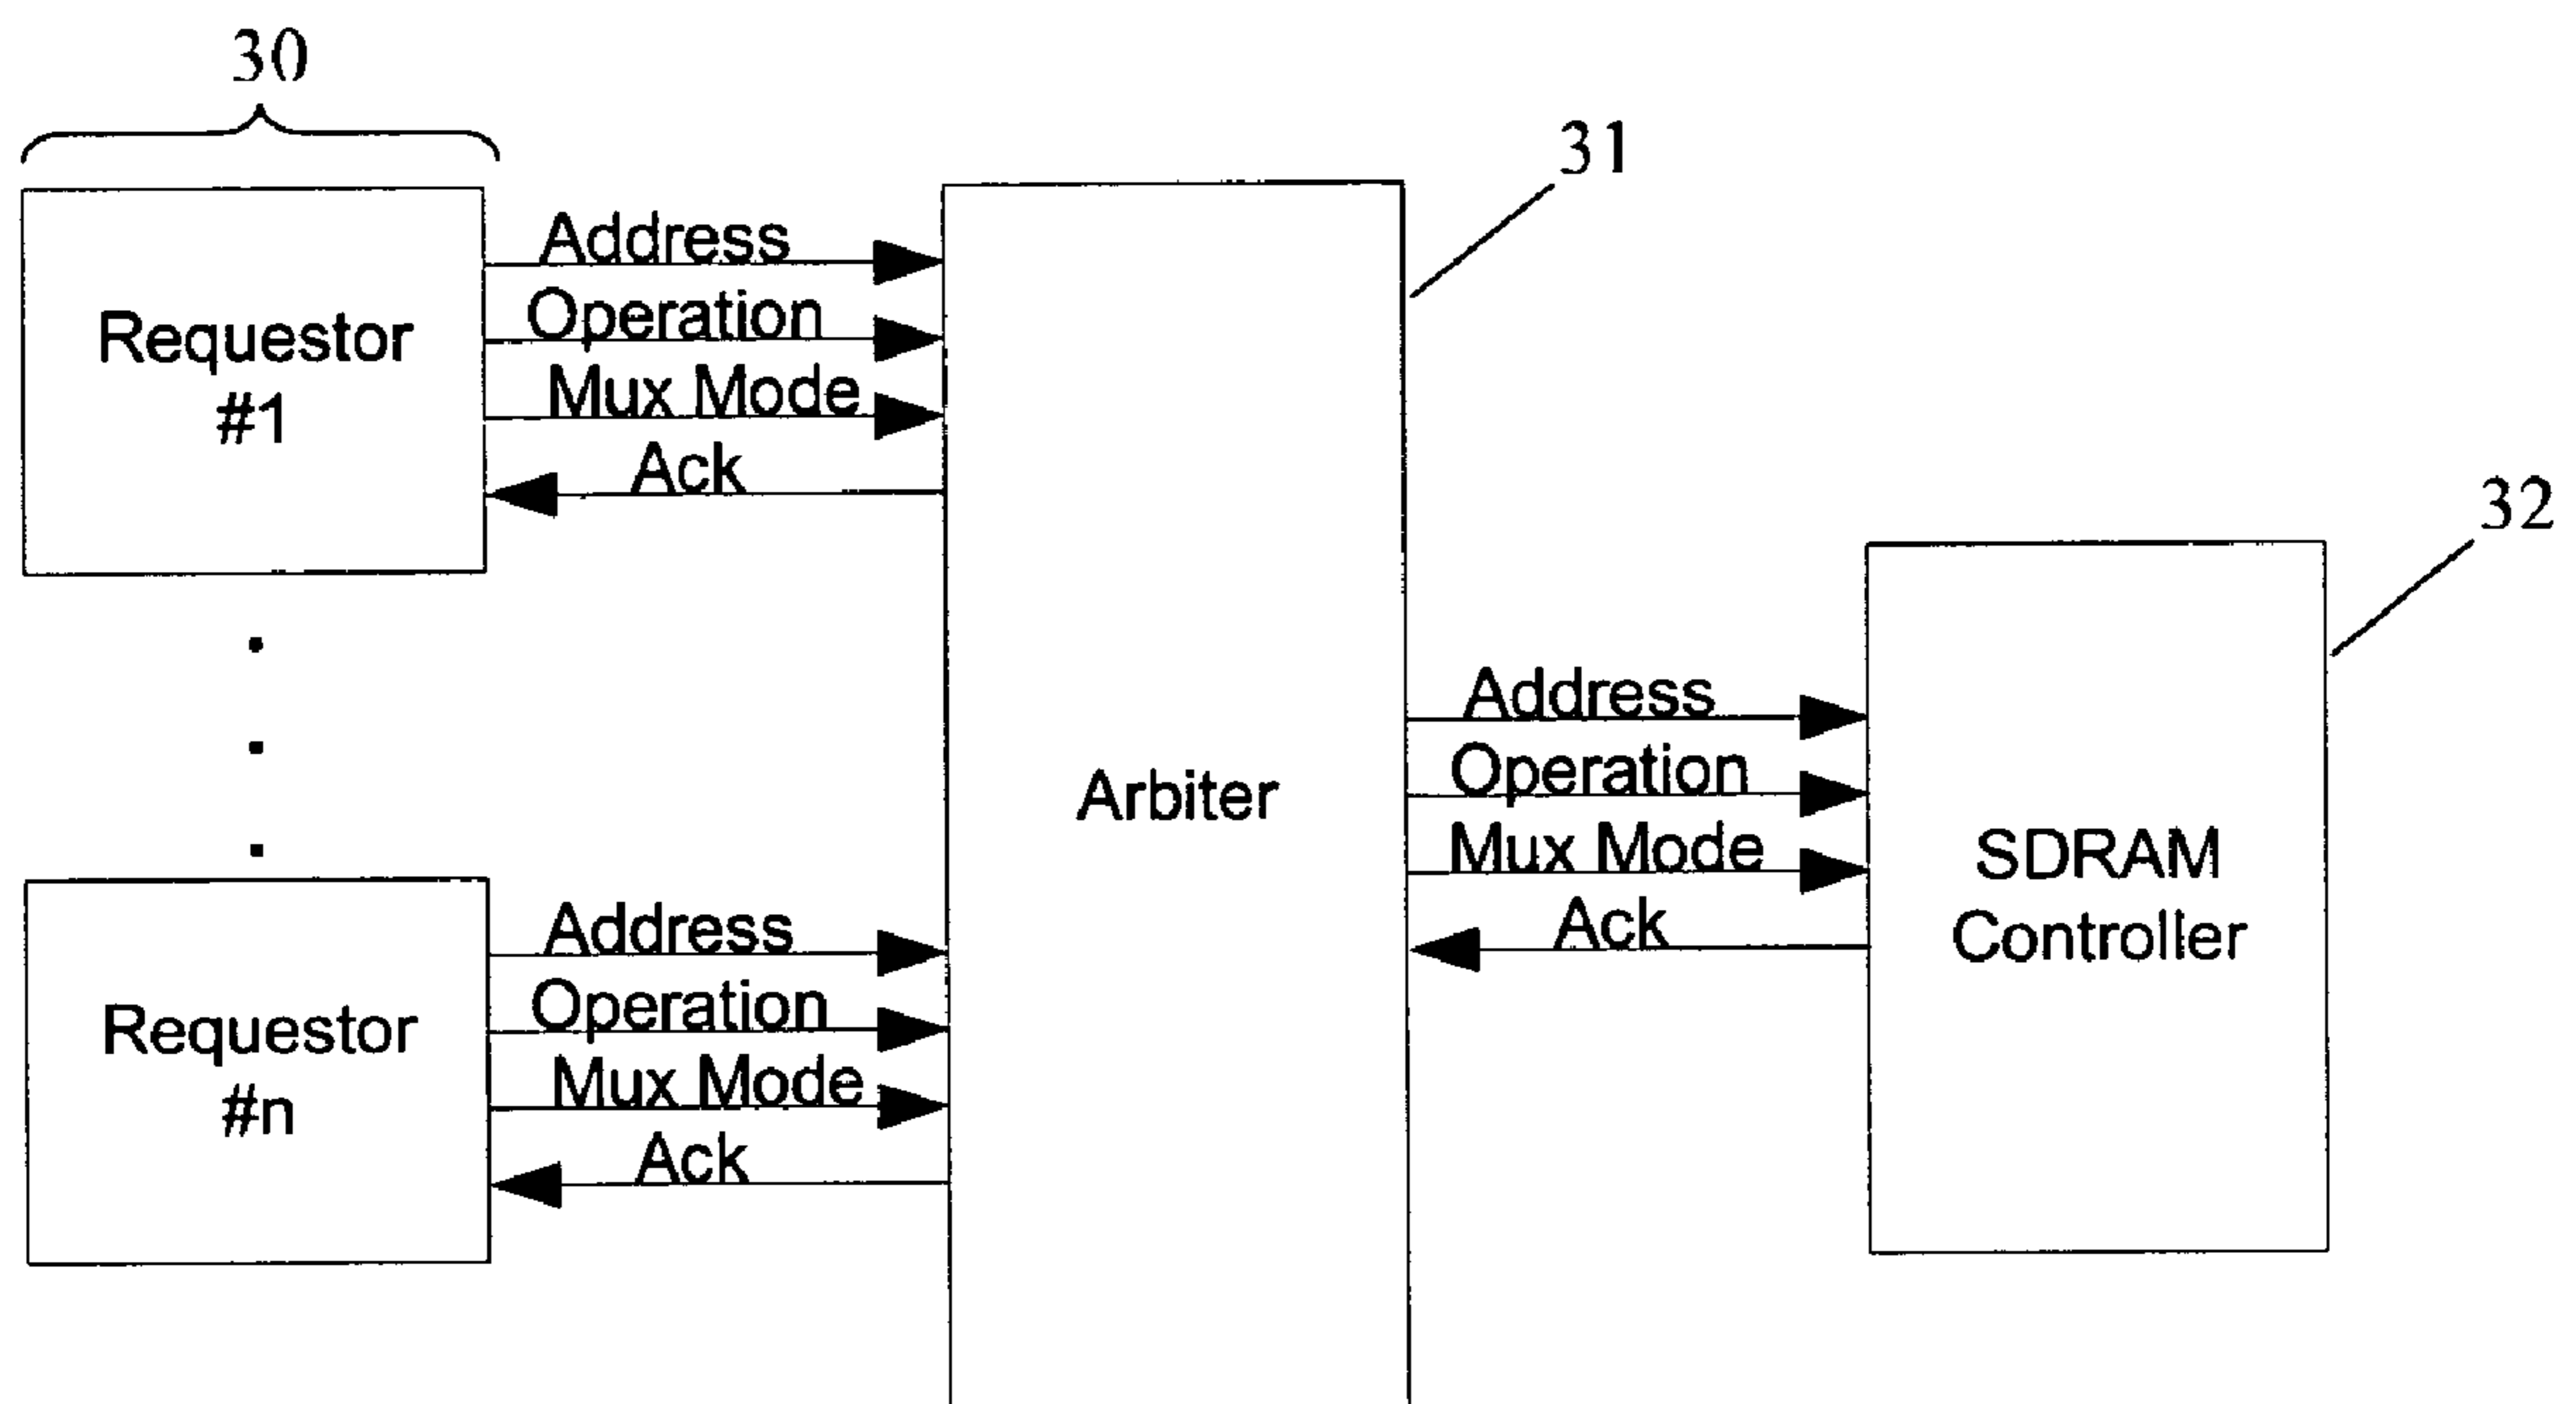 30
31
32
Requestor
#1
Address
Operation
Mux Mode
Ack
Arbiter
Address
Operation
Mux Mode
Ack
SDRAM
Controller
Requestor
#n
Address
Operation
Mux Mode
Ack